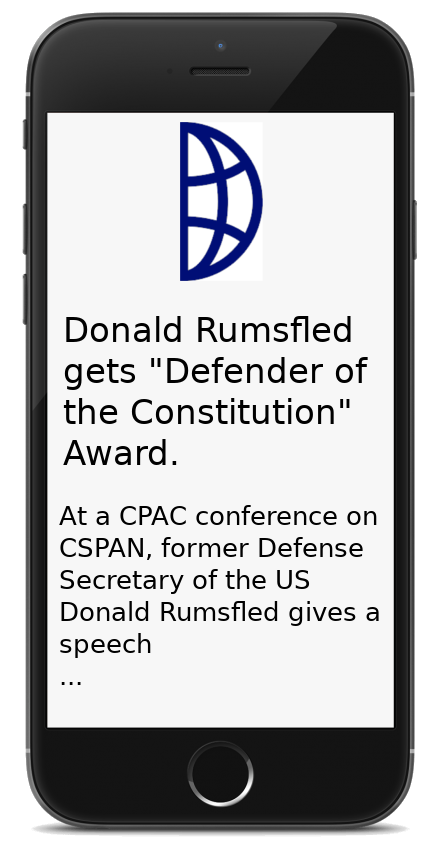 Donald Rumsfled
gets "Defender of
the Constitution"
Award.
At a CPAC conference on
CSPAN, former Defense
Secretary of the US
Donald Rumsfled gives a
speech
...